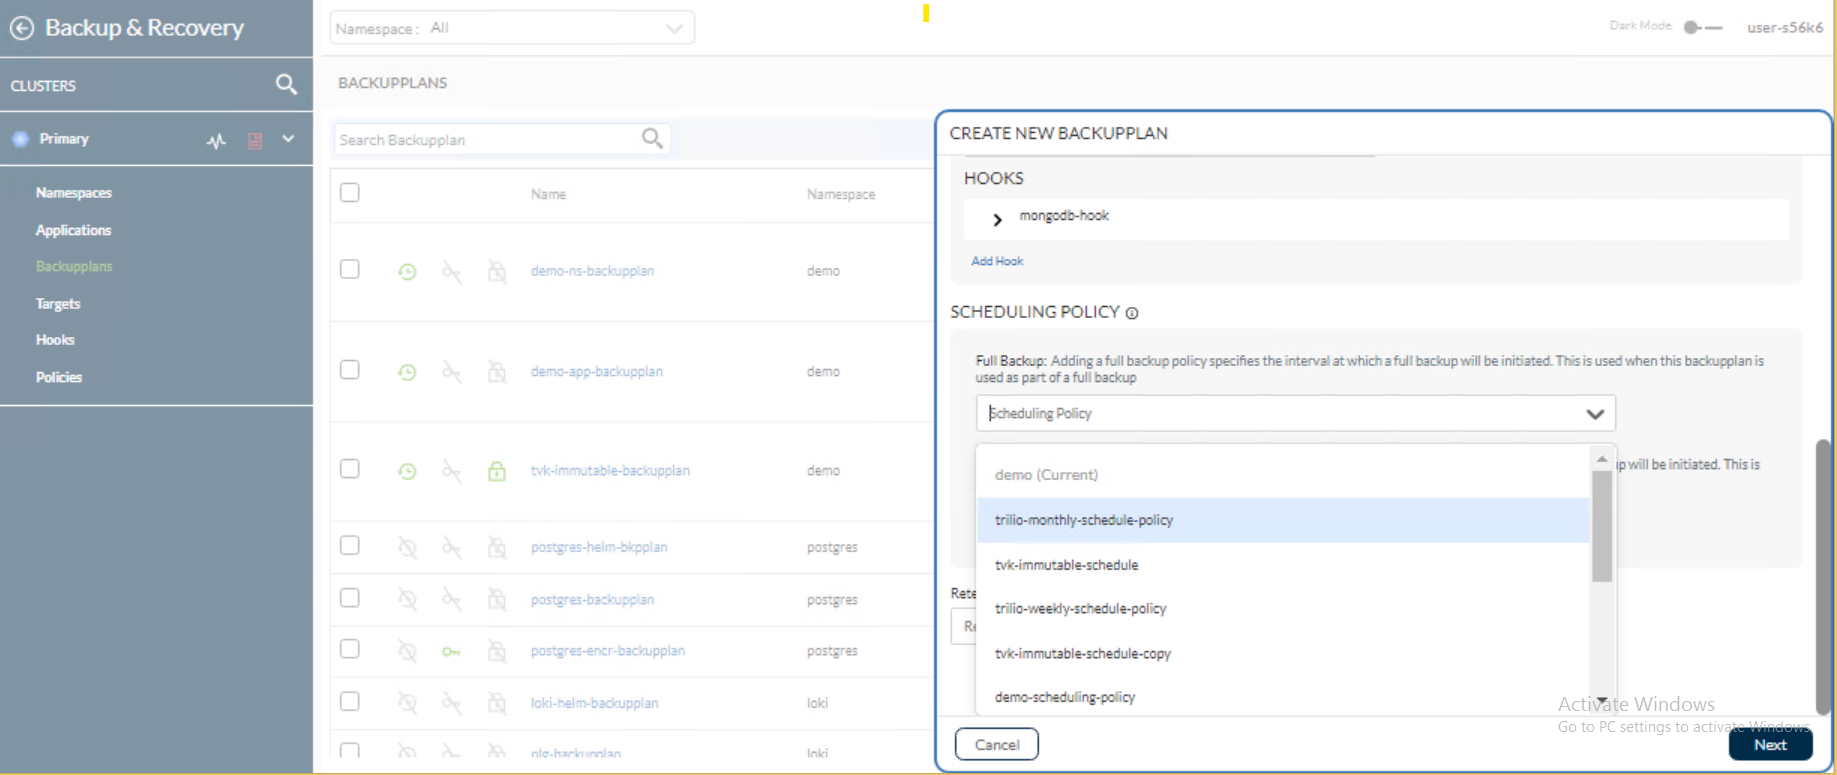 Backup & Recovery
Namespace : All
Dark Mode
user-s56k6
CLUSTERS
BACKUPPLANS
Primary
Search Backupplan
Namespaces
Applications
Backupplans
Targets
Hooks
Policies
Name Namespace
demo-ns-backupplan demo
demo-app-backupplan demo
tvk-immutable-backupplan demo
postgres-helm-bkpplan postgres
postgres-backupplan postgres
postgres-encr-backupplan postgres
loki-helm-backupplan loki
plg-backupplan loki
CREATE NEW BACKUPPLAN
HOOKS
mongodb-hook
Add Hook
SCHEDULING POLICY
Full Backup: Adding a full backup policy specifies the interval at which a full backup will be initiated. This is used when this backupplan is
used as part of a full backup
Scheduling Policy
demo (Current)
up will be initiated. This is
trilio-monthly-schedule-policy
tvk-immutable-schedule
Rete
trilio-weekly-schedule-policy
Re
tvk-immutable-schedule-copy
demo-scheduling-policy
Activate Windows
Go to PC settings to activate Windows.
Cancel
Next